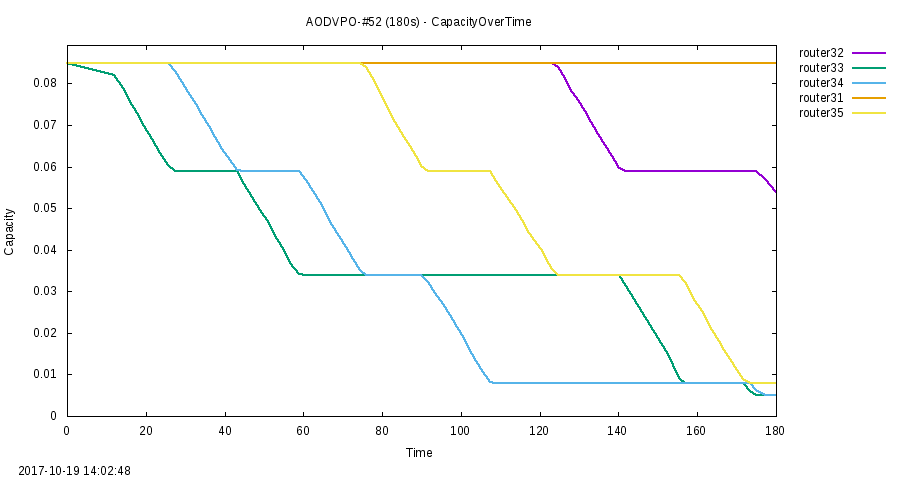 AODVPO-#52 (180s) - CapacityOverTime
router32
router33
router34
router31
router35
0.08
0.07
0.06
0.05
0.04
0.03
0.02
0.01
0
Capacity
0 20 40 60 80 100 120 140 160 180
Time
2017-10-19 14:02:48